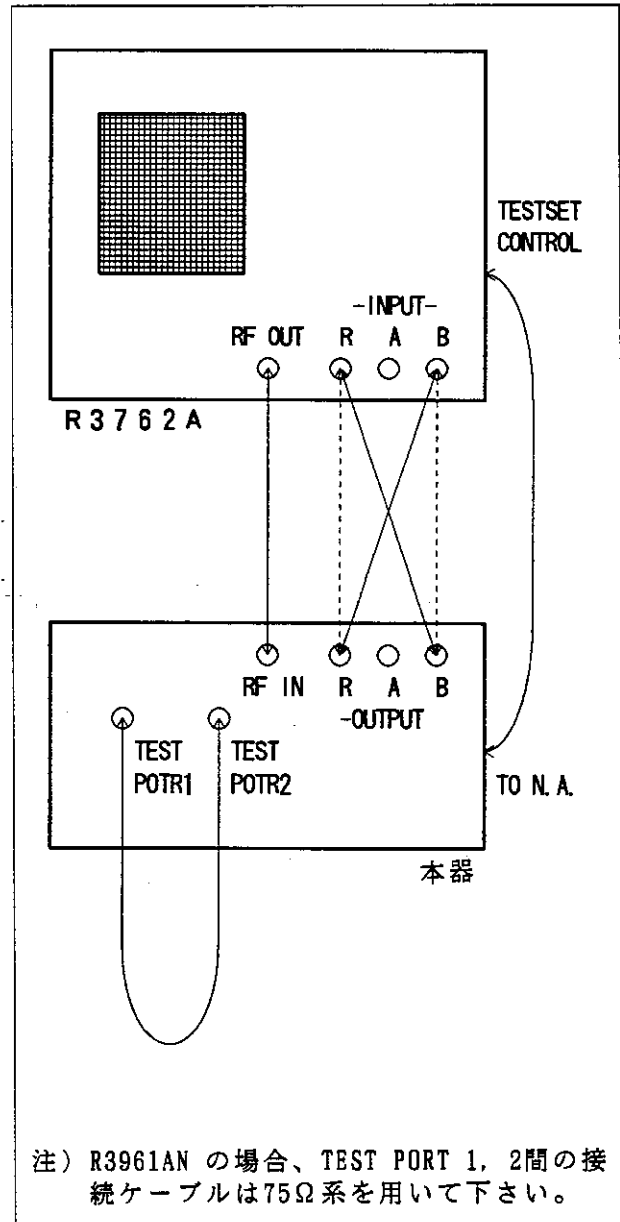 TESTSET
CONTROL
-INPUT-
RF OUT R A B
R3762A
RF IN R A B
-OUTPUT
TEST POTR1
TEST POTR2
TO N.A.
本器
注) R3961AN の場合、TEST PORT 1, 2間の接
続ケーブルは75Ω系を用いて下さい。